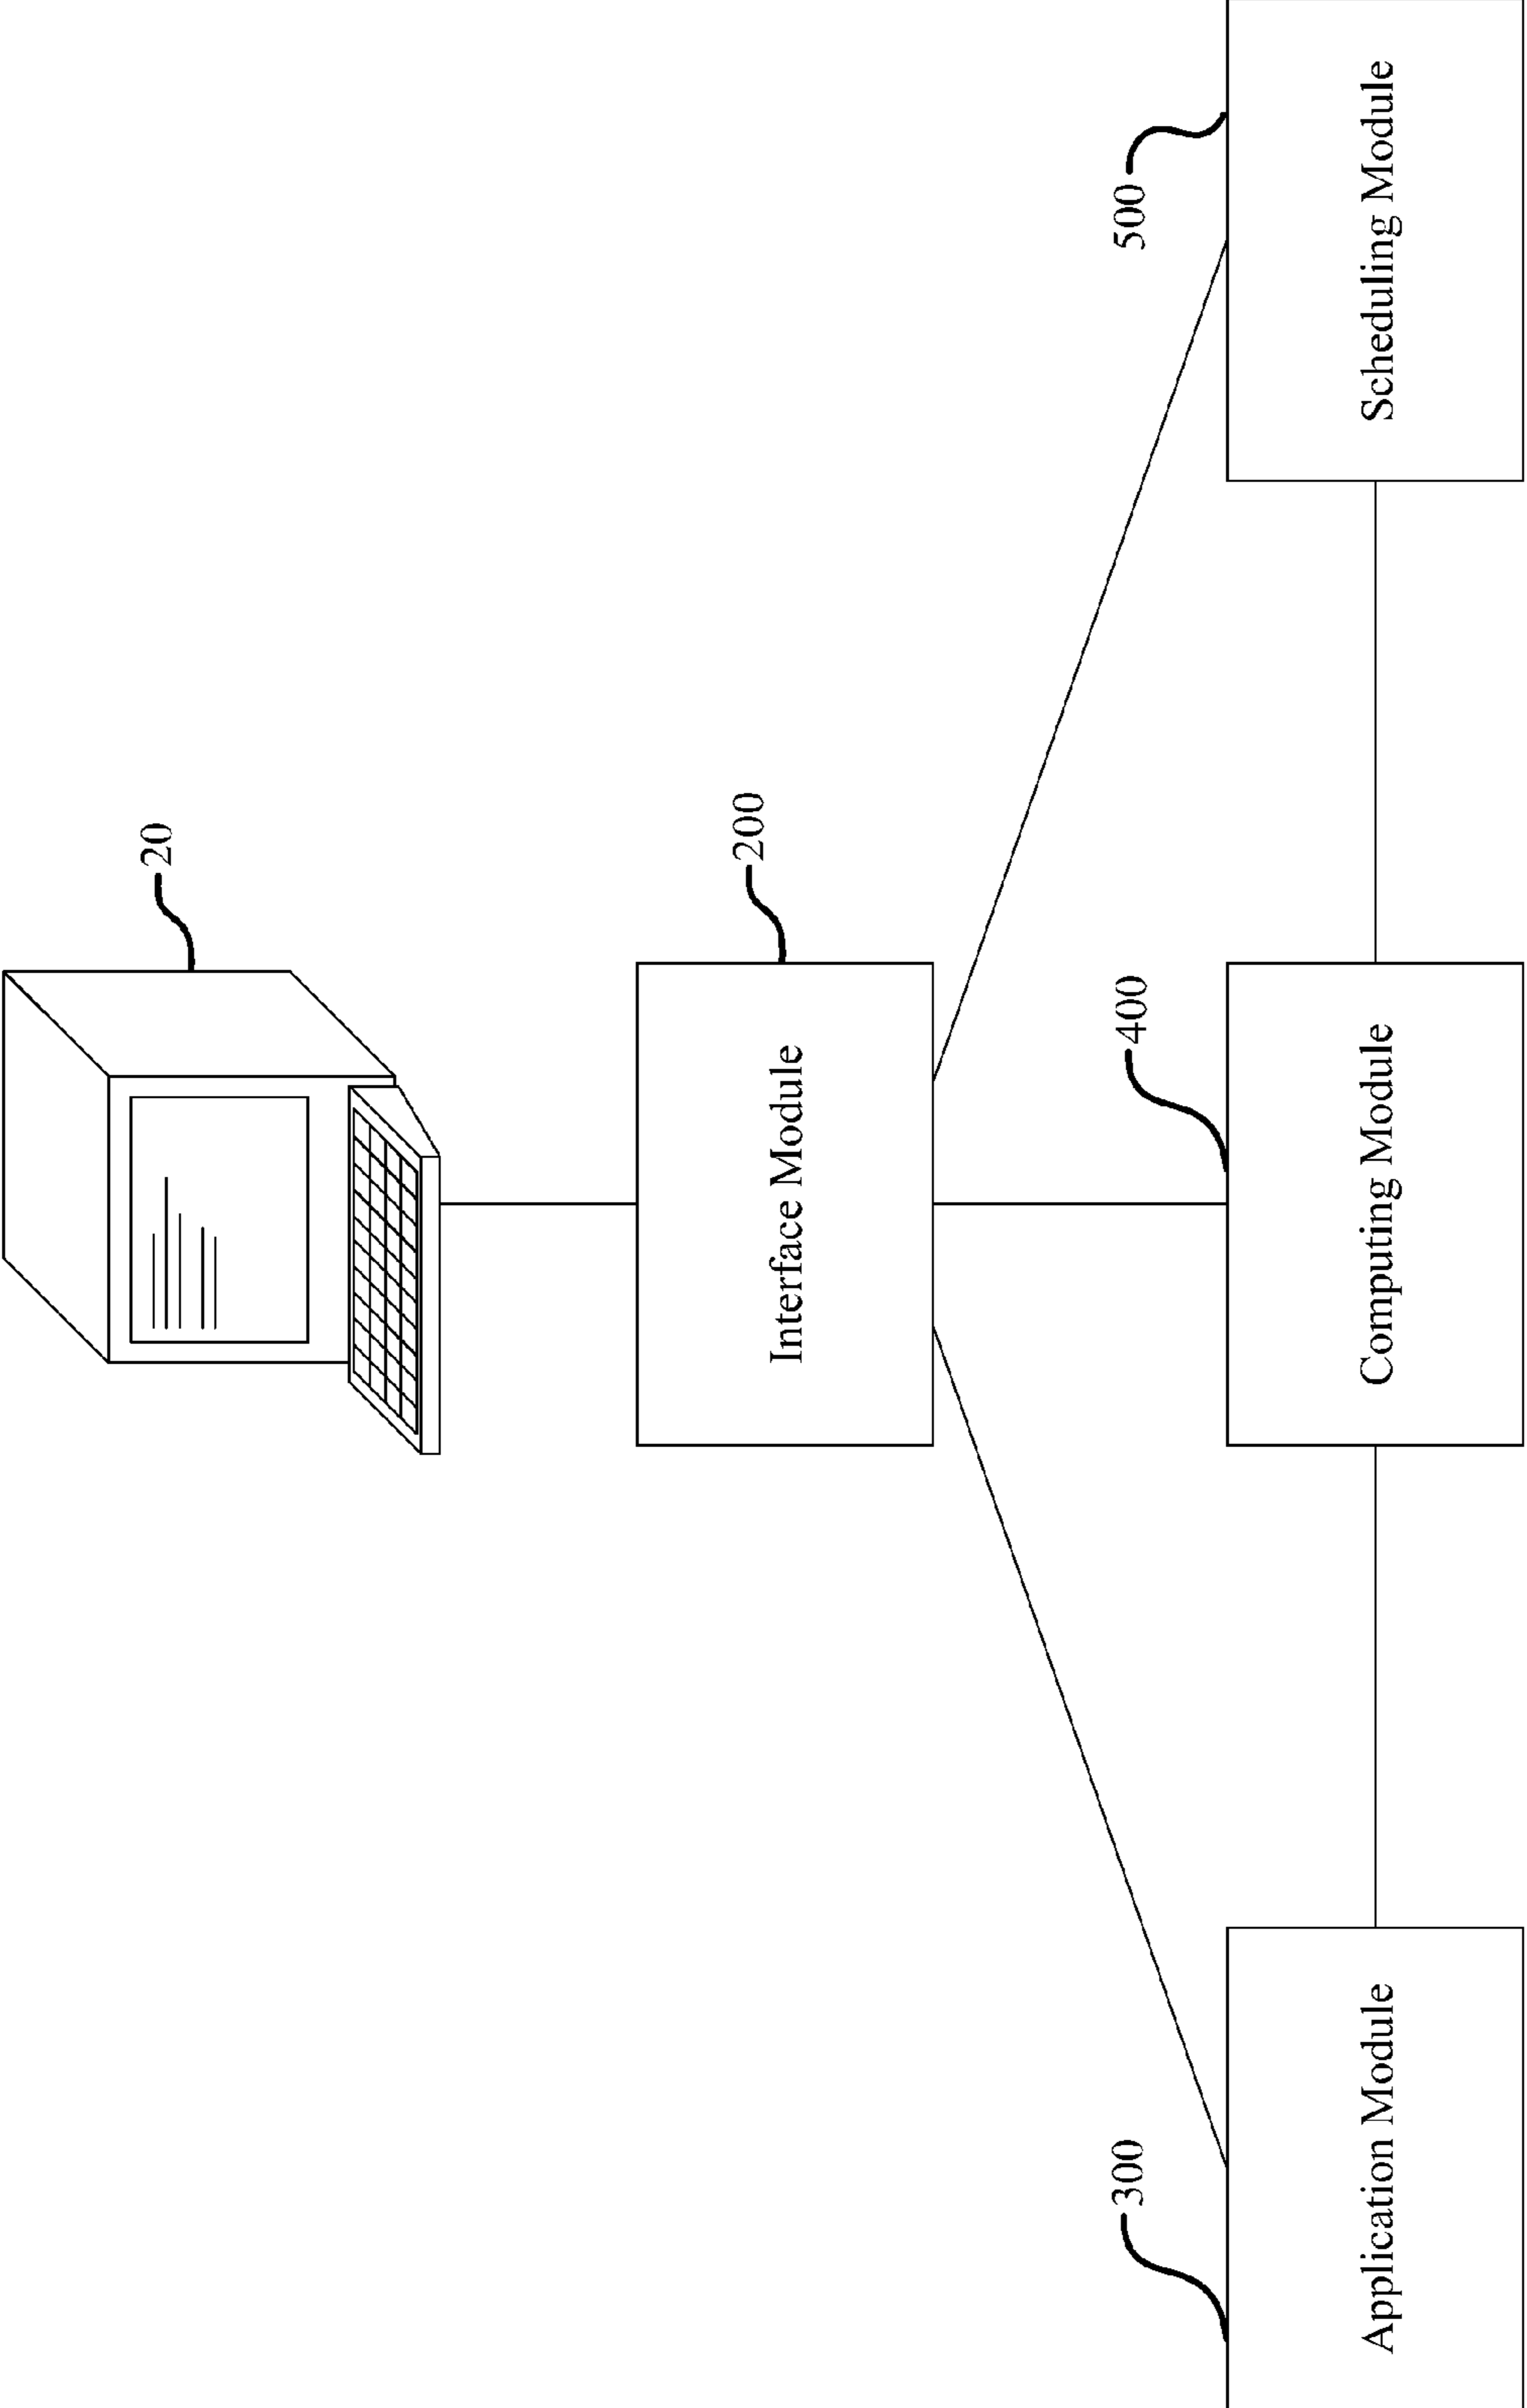 20
200
Interface Module
300
400
500
Application Module
Computing Module
Scheduling Module